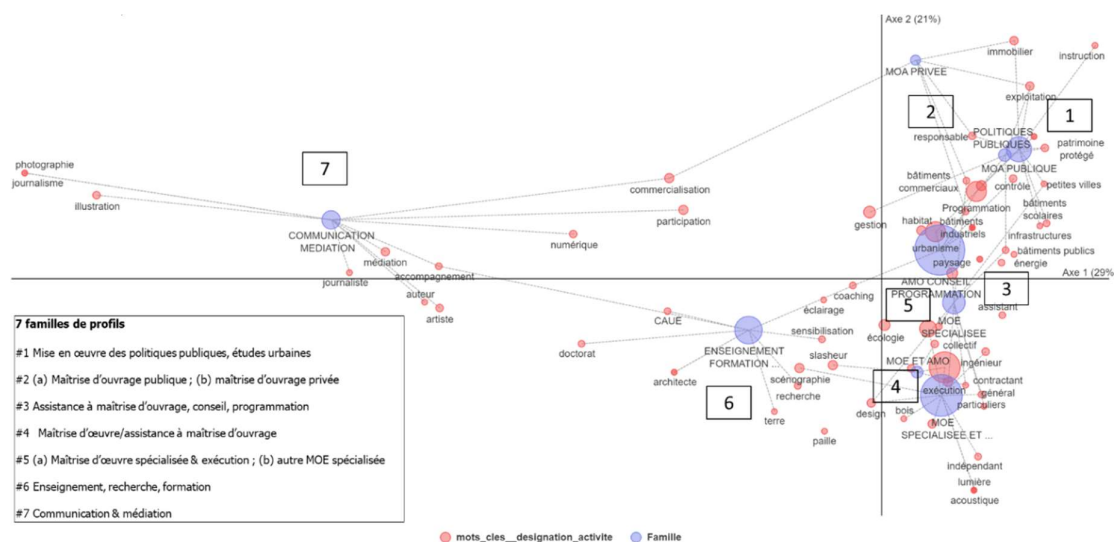 Axe 2 (21%)
immobilier
instruction
MOA PRIVEE
exploitation
2
1
responsable
POLITIQUES
PUBLIQUES
patrimoine
protégé
MOA PUBLIQUE
photographie
journalisme
7
illustration
commercialisation
bâtiments
commerciaux
contrôle
petites villes
participation
gestion
Programmation
bâtiments
scolaires
habitat
bâtiments
industriels
infrastructures
COMMUNICATION
MEDIATION
numérique
urbanisme
bâtiments publics
médiation
paysage
énergie
journaliste
accompagnement
Axe 1 (29%
AMO CONSEIL
PROGRAMMATION
3
coaching
auteur
artiste
éclairage
5
assistant
CAUE
MOE
SPECIALISEE
7 familles de profils
sensibilisation
écologie
collectif
doctorat
ENSEIGNEMENT
FORMATION ...
slasheur
MOE ET AMO
ingénieur
#1 Mise en œuvre des politiques publiques, études urbaines
architecte
scénographie
recherche
4
exécution
contractant
général
#2 (a) Maîtrise d'ouvrage publique ; (b) maîtrise d'ouvrage privée
6
design
bois
particuliers
#3 Assistance à maîtrise d'ouvrage, conseil, programmation
terre
MOE
SPECIALISEE ET ...
#4 Maîtrise d'œuvre/assistance à maîtrise d'ouvrage
paille
#5 (a) Maîtrise d'œuvre spécialisée & exécution ; (b) autre MOE spécialisée
indépendant
#6 Enseignement, recherche, formation
lumière
acoustique
#7 Communication & médiation
mots_cles__designation_activite
Famille